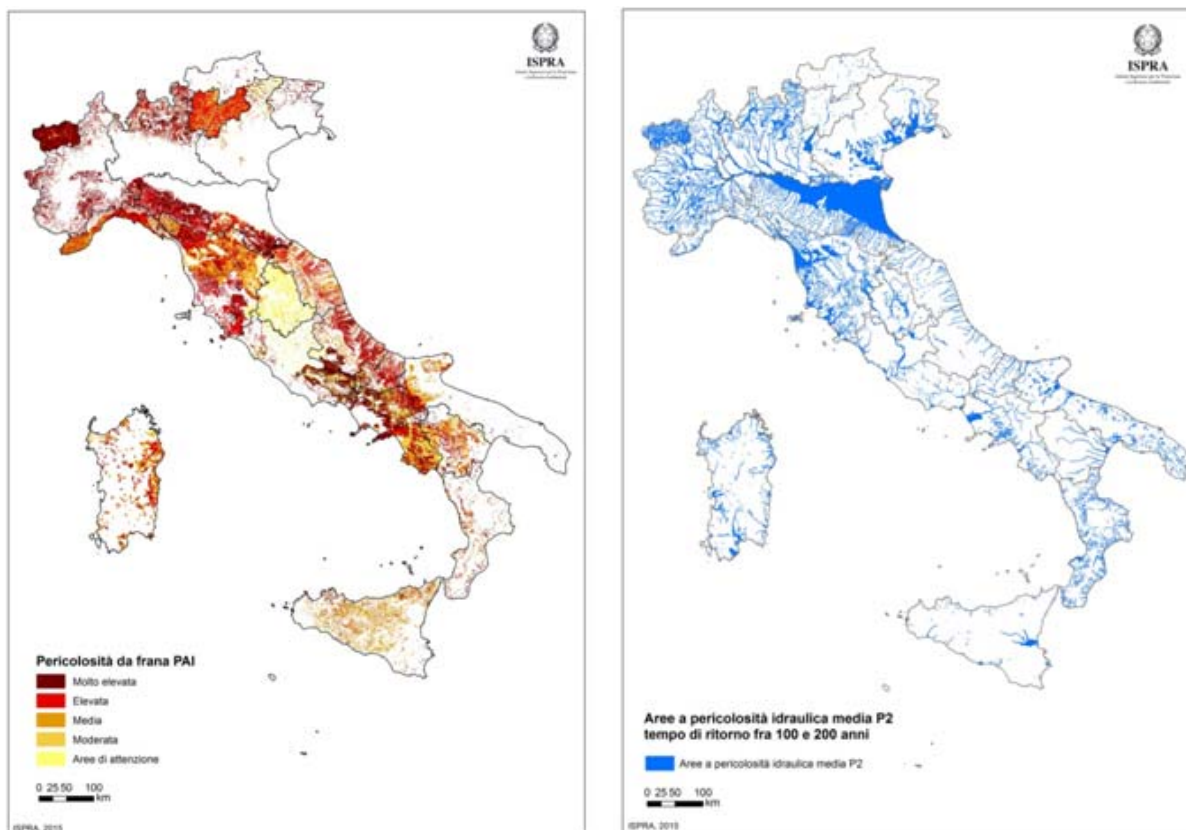 ISPRA
Pericolosità da frana PAI
Molto elevata
Elevata
Media
Moderata
Aree di attenzione
0 25 50 100
km
ISPRA, 2015
ISPRA
Aree a pericolosità idraulica media P2
tempo di ritorno fra 100 e 200 anni
Aree a pericolosità idraulica media P2
0 25 50 100
km
ISPRA, 2015